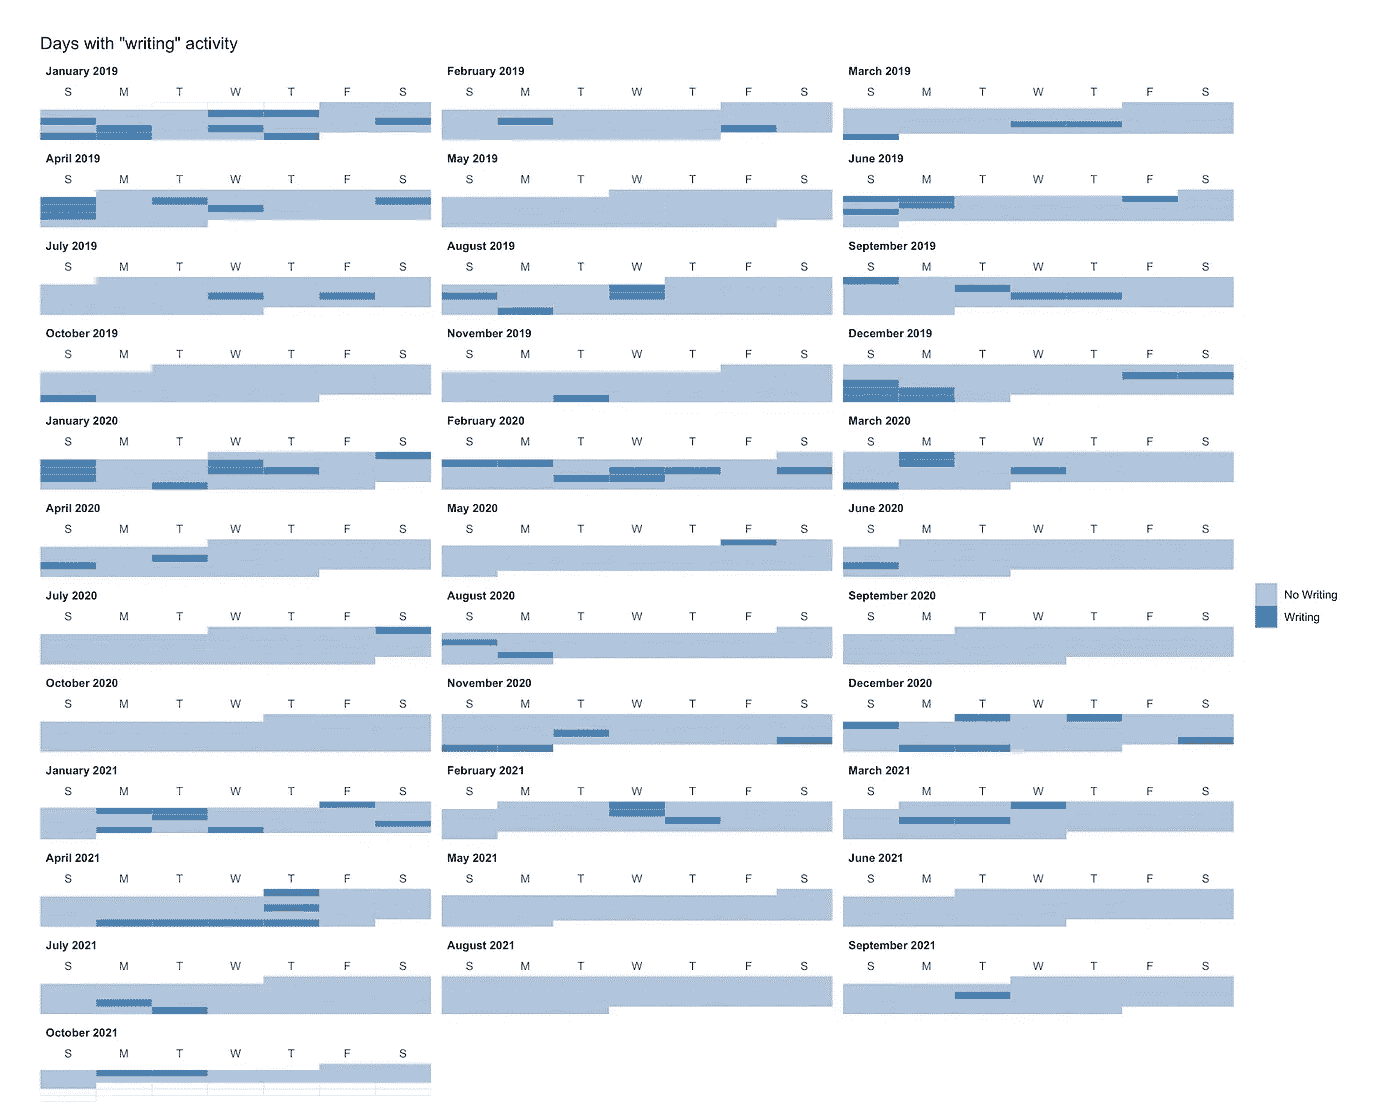 Days with "writing" activity
January 2019 February 2019 March 2019
S M T W T F S S M T W T F S S M T W T F S
April 2019 May 2019 June 2019
S M T W T F S S M T W T F S S M T W T F S
July 2019 August 2019 September 2019
S M T W T F S S M T W T F S S M T W T F S
October 2019 November 2019 December 2019
S M T W T F S S M T W T F S S M T W T F S
January 2020 February 2020 March 2020
S M T W T F S S M T W T F S S M T W T F S
April 2020 May 2020 June 2020
S M T W T F S S M T W T F S S M T W T F S
July 2020 August 2020 September 2020
No Writing
S M T W T F S S M T W T F S S M T W T F S
Writing
October 2020 November 2020 December 2020
S M T W T F S S M T W T F S S M T W T F S
January 2021 February 2021 March 2021
S M T W T F S S M T W T F S S M T W T F S
April 2021 May 2021 June 2021
S M T W T F S S M T W T F S S M T W T F S
July 2021 August 2021 September 2021
S M T W T F S S M T W T F S S M T W T F S
October 2021
S M T W T F S